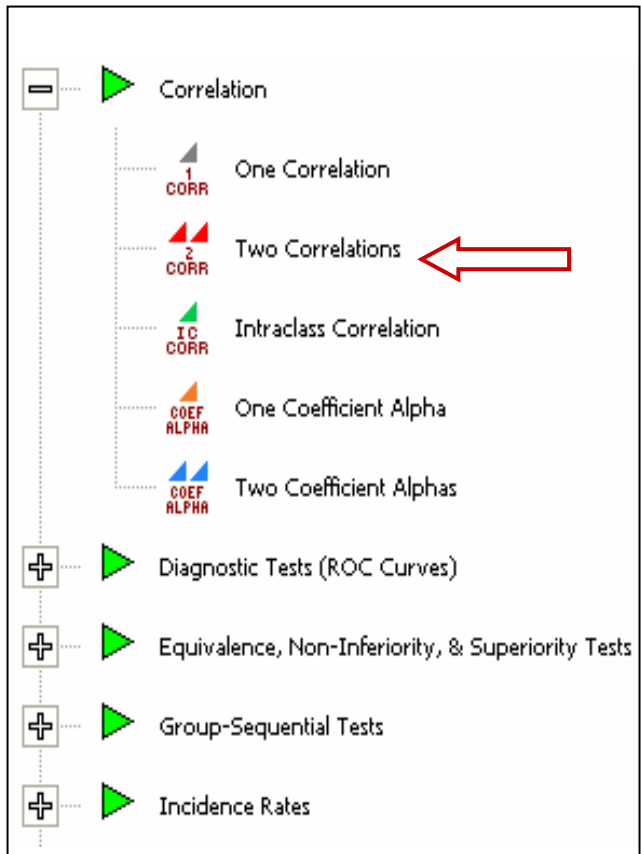 Correlation
1
CORR
One Correlation
2
CORR
Two Correlations
IC
CORR
Intraclass Correlation
COEF
ALPHA
One Coefficient Alpha
COEF
ALPHA
Two Coefficient Alphas
Diagnostic Tests (ROC Curves)
Equivalence, Non-Inferiority, & Superiority Tests
Group-Sequential Tests
Incidence Rates